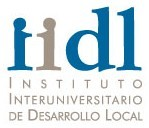 iidl
INSTITUTO
INTERUNIVERSITARIO
DE DESARROLLO LOCAL